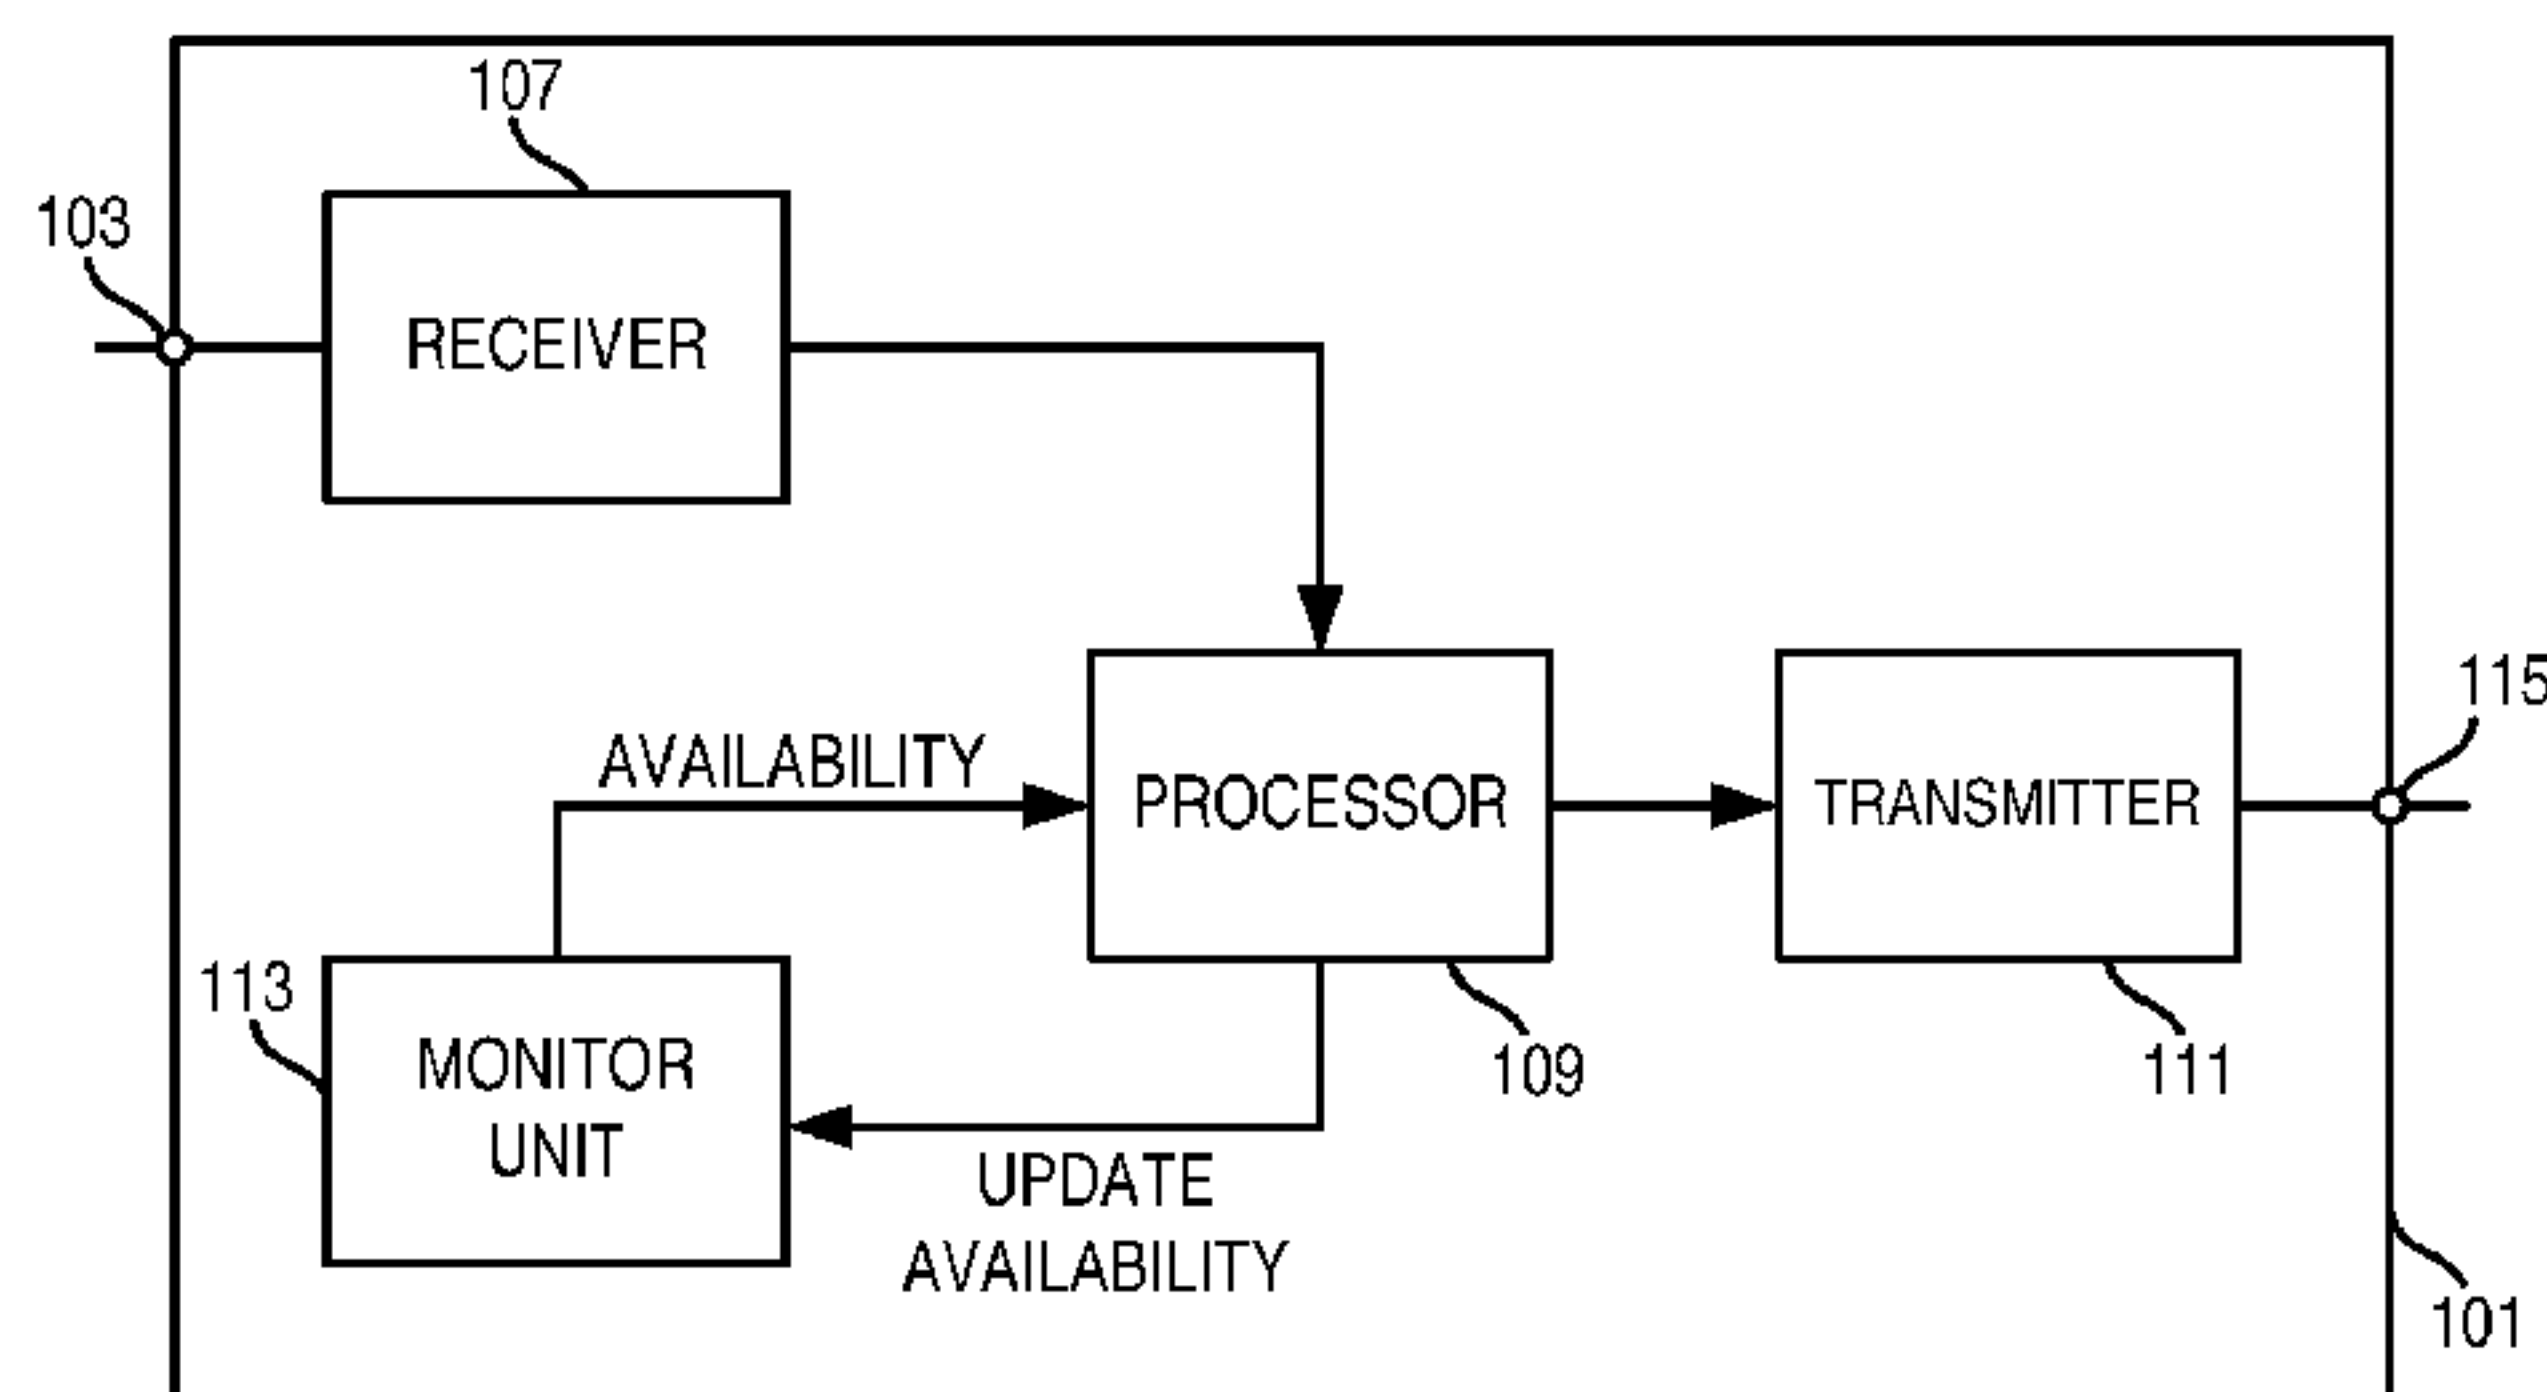 107
103
RECEIVER
115
AVAILABILITY
PROCESSOR
TRANSMITTER
113
MONITOR
UNIT
109
111
UPDATE
AVAILABILITY
101